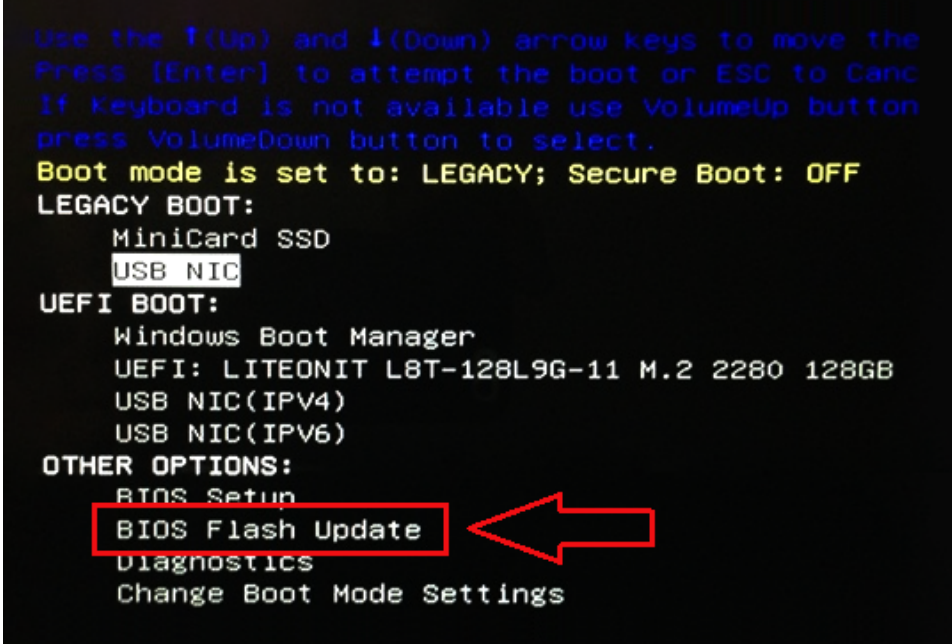 Use the ↑(Up) and ↓(Down) arrow keys to move the
Press [Enter] to attempt the boot or ESC to Canc
If Keyboard is not available use VolumeUp button
press VolumeDown button to select.
Boot mode is set to: LEGACY; Secure Boot: OFF
LEGACY BOOT:
MiniCard SSD
USB NIC
UEFI BOOT:
Windows Boot Manager
UEFI: LITEONIT L8T-128L9G-11 M.2 2280 128GB
USB NIC(IPV4)
USB NIC(IPV6)
OTHER OPTIONS:
BIOS Setup
BIOS Flash Update
Diagnostics
Change Boot Mode Settings